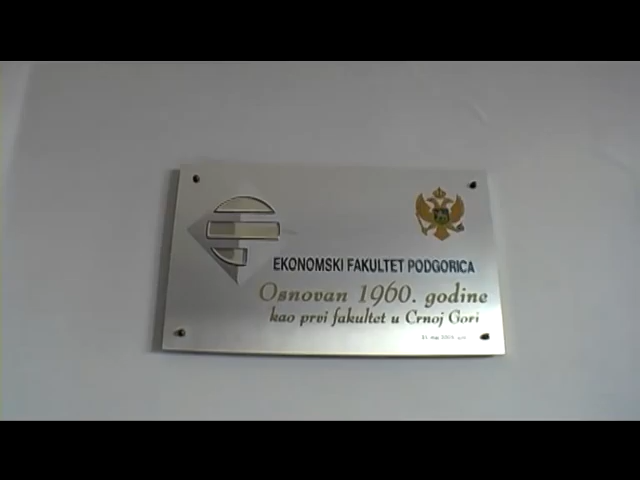 EKONOMSKI FAKULTET PODGORICA
Osnovan 1960. godine
kao prvi fakultet u Crnoj Gori